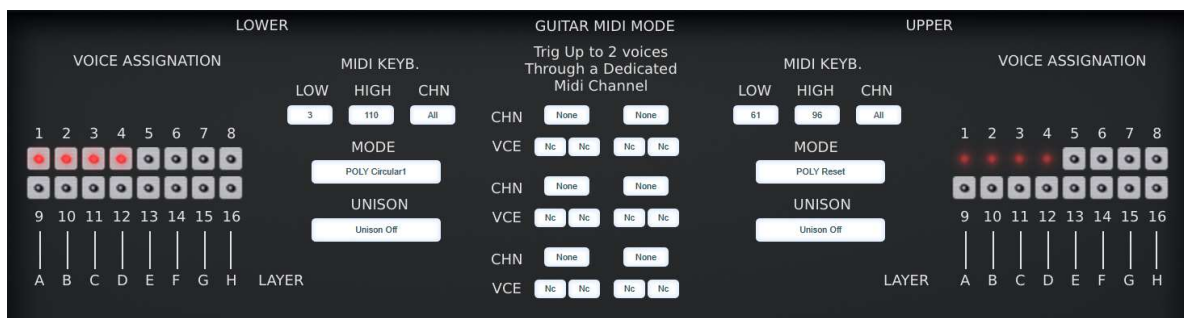 LOWER GUITAR MIDI MODE UPPER
VOICE ASSIGNATION
MIDI KEYB.
LOW HIGH CHN
3 110 All
MODE
POLY Circular1
UNISON
Unison Off
1 2 3 4 5 6 7 8
9 10 11 12 13 14 15 16
A B C D E F G H LAYER
Trig Up to 2 voices
Through a Dedicated
Midi Channel
CHN None None
VCE Nc Nc Nc Nc
CHN None None
VCE Nc Nc Nc Nc
CHN None None
VCE Nc Nc Nc Nc
MIDI KEYB.
LOW HIGH CHN
61 96 All
MODE
POLY Reset
UNISON
Unison Off
VOICE ASSIGNATION
1 2 3 4 5 6 7 8
9 10 11 12 13 14 15 16
LAYER A B C D E F G H